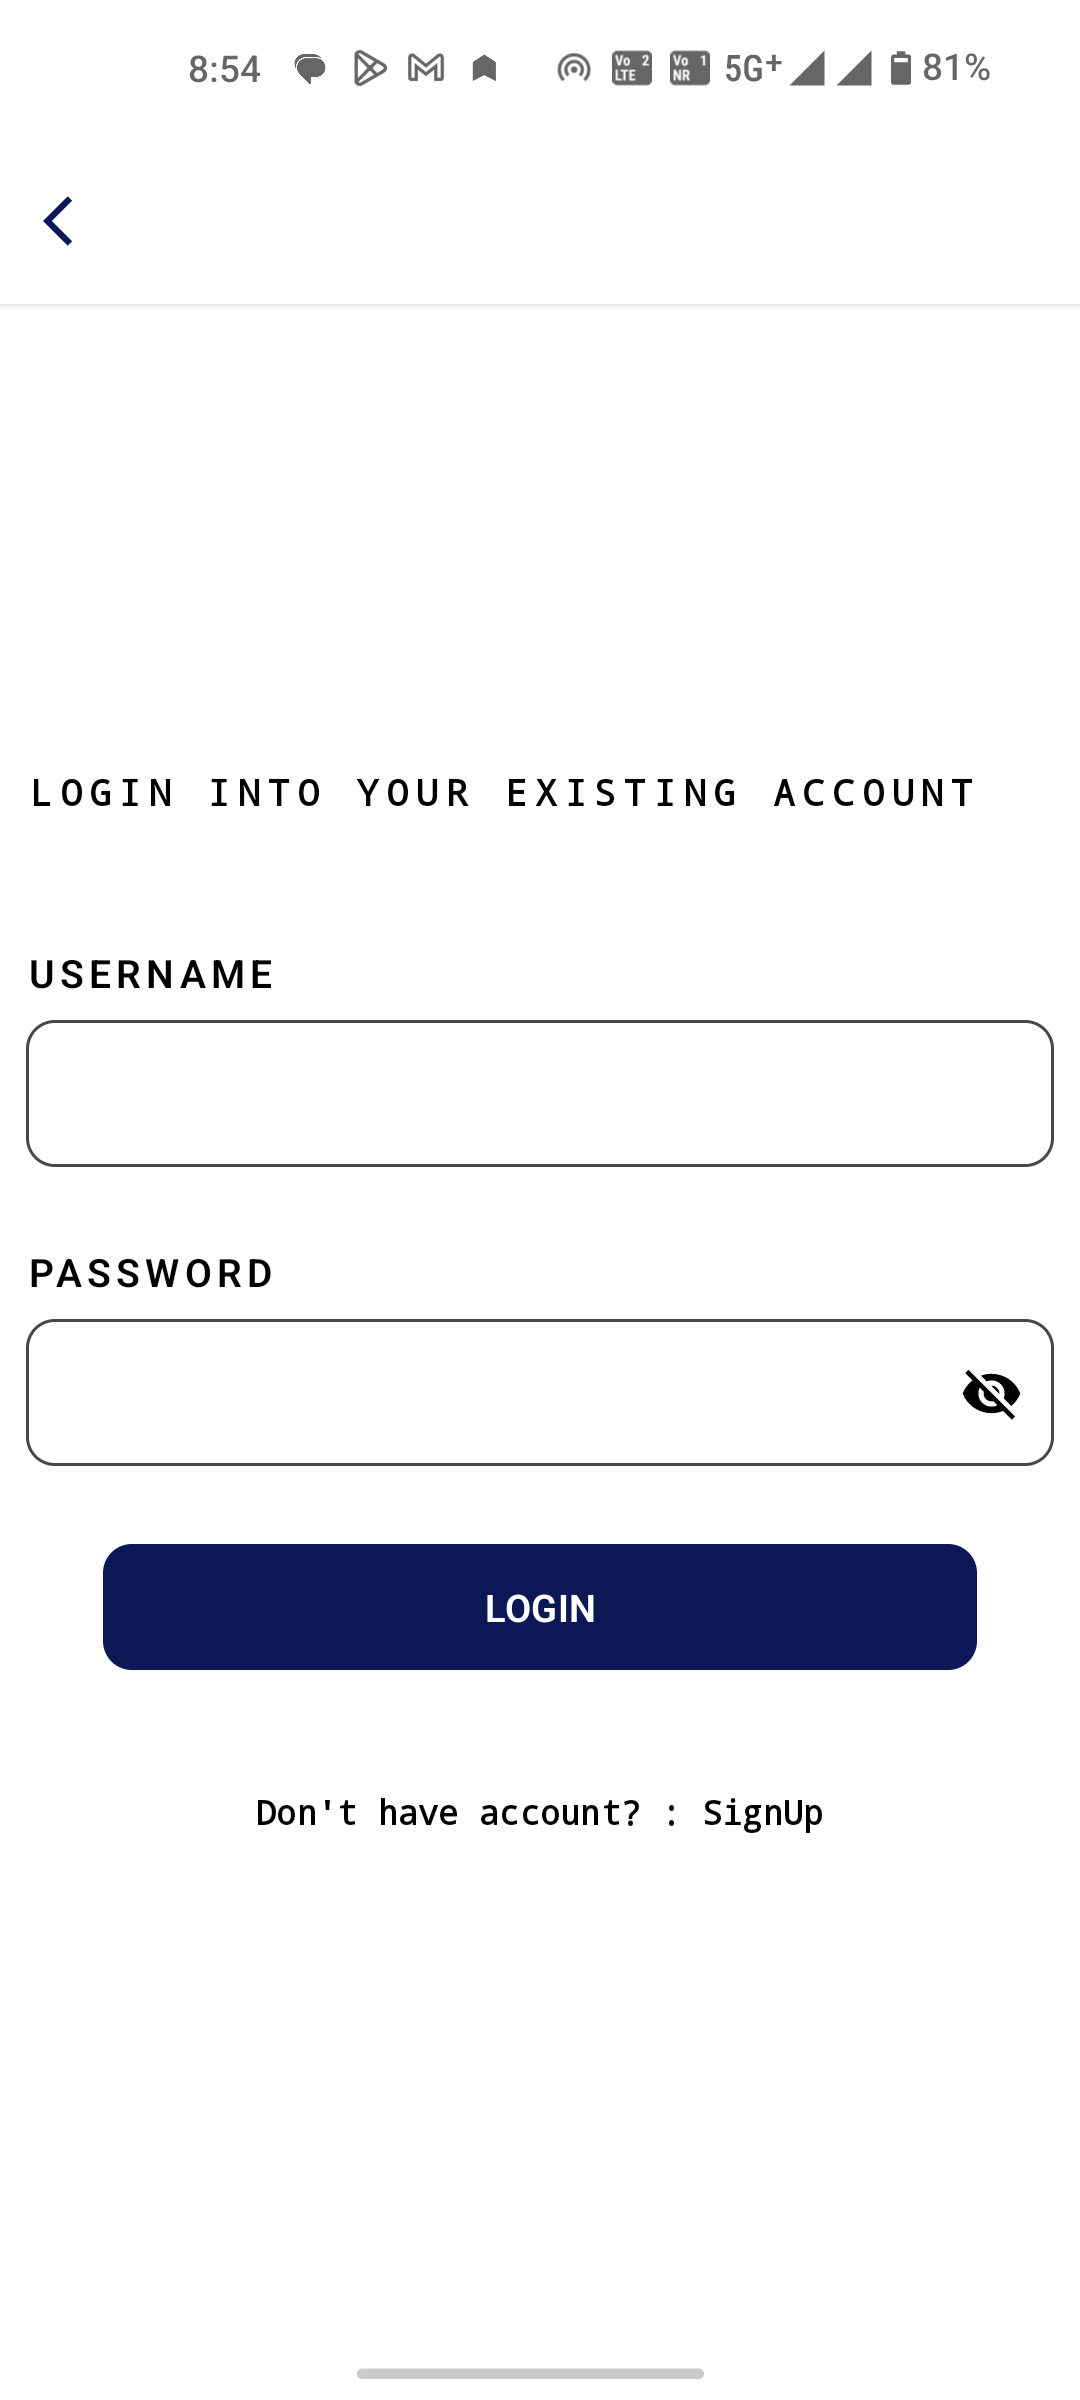 8:54 Vo 2 LTE Vo 1 NR 5G+ 81%
LOGIN INTO YOUR EXISTING ACCOUNT
USERNAME
PASSWORD
LOGIN
Don't have account? : SignUp